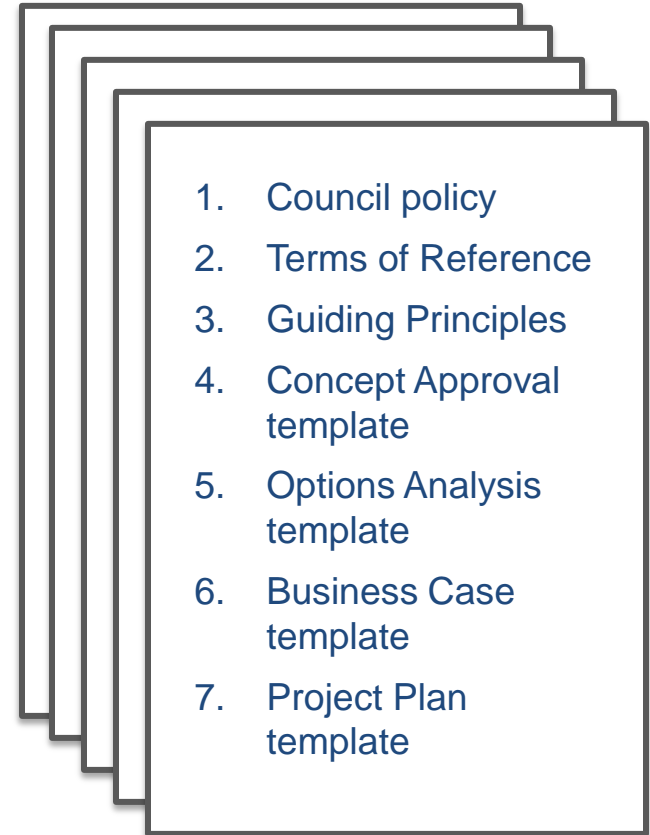 1. Council policy
2. Terms of Reference
3. Guiding Principles
4. Concept Approval
template
5. Options Analysis
template
6. Business Case
template
7. Project Plan
template